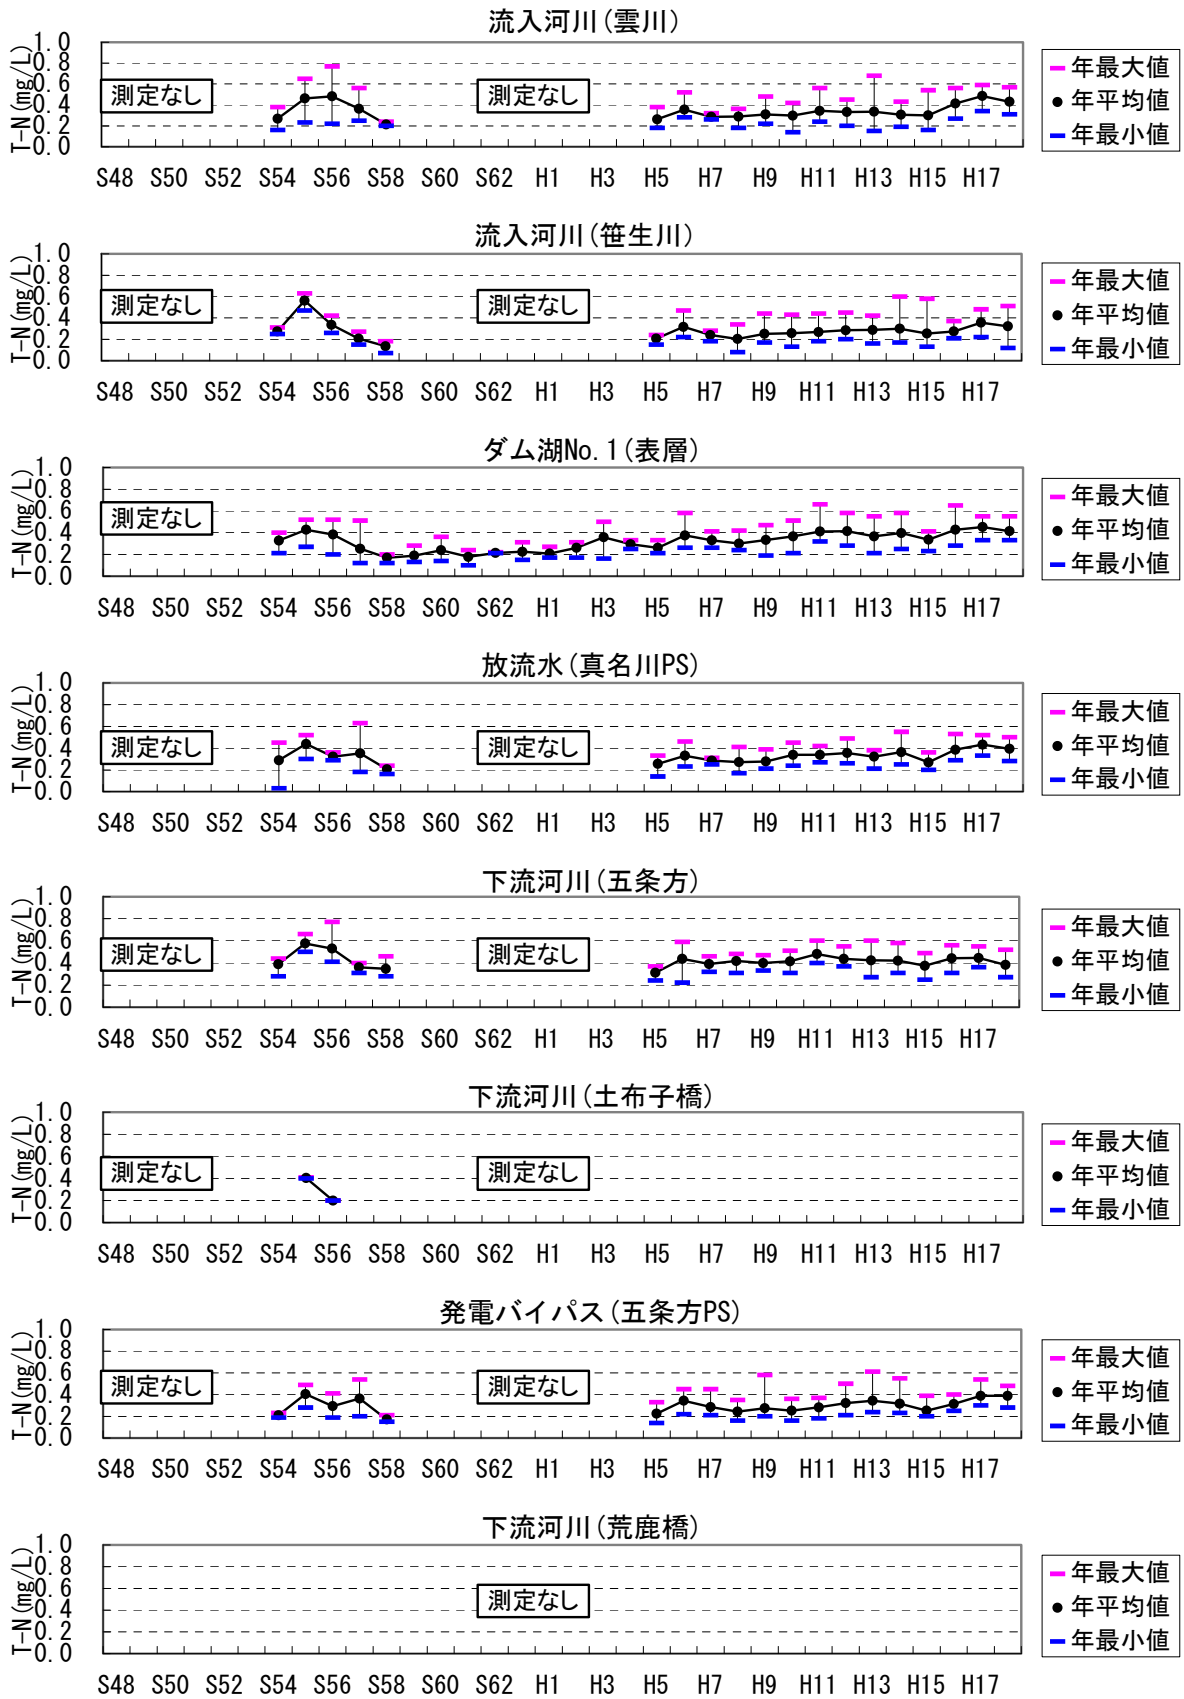 流入河川(雲川)
T-N(mg/L)
1.0
0.8
0.6
0.4
0.2
0.0
測定なし
測定なし
年最大値
年平均値
年最小値
S48 S50 S52 S54 S56 S58 S60 S62 H1 H3 H5 H7 H9 H11 H13 H15 H17
流入河川(笹生川)
T-N(mg/L)
1.0
0.8
0.6
0.4
0.2
0.0
測定なし
測定なし
年最大値
年平均値
年最小値
S48 S50 S52 S54 S56 S58 S60 S62 H1 H3 H5 H7 H9 H11 H13 H15 H17
ダム湖No.1(表層)
T-N(mg/L)
1.0
0.8
0.6
0.4
0.2
0.0
測定なし
年最大値
年平均値
年最小値
S48 S50 S52 S54 S56 S58 S60 S62 H1 H3 H5 H7 H9 H11 H13 H15 H17
放流水(真名川PS)
T-N(mg/L)
1.0
0.8
0.6
0.4
0.2
0.0
測定なし
測定なし
年最大値
年平均値
年最小値
S48 S50 S52 S54 S56 S58 S60 S62 H1 H3 H5 H7 H9 H11 H13 H15 H17
下流河川(五条方)
T-N(mg/L)
1.0
0.8
0.6
0.4
0.2
0.0
測定なし
測定なし
年最大値
年平均値
年最小値
S48 S50 S52 S54 S56 S58 S60 S62 H1 H3 H5 H7 H9 H11 H13 H15 H17
下流河川(土布子橋)
T-N(mg/L)
1.0
0.8
0.6
0.4
0.2
0.0
測定なし
測定なし
年最大値
年平均値
年最小値
S48 S50 S52 S54 S56 S58 S60 S62 H1 H3 H5 H7 H9 H11 H13 H15 H17
発電バイパス(五条方PS)
T-N(mg/L)
1.0
0.8
0.6
0.4
0.2
0.0
測定なし
測定なし
年最大値
年平均値
年最小値
S48 S50 S52 S54 S56 S58 S60 S62 H1 H3 H5 H7 H9 H11 H13 H15 H17
下流河川(荒鹿橋)
T-N(mg/L)
1.0
0.8
0.6
0.4
0.2
0.0
測定なし
年最大値
年平均値
年最小値
S48 S50 S52 S54 S56 S58 S60 S62 H1 H3 H5 H7 H9 H11 H13 H15 H17